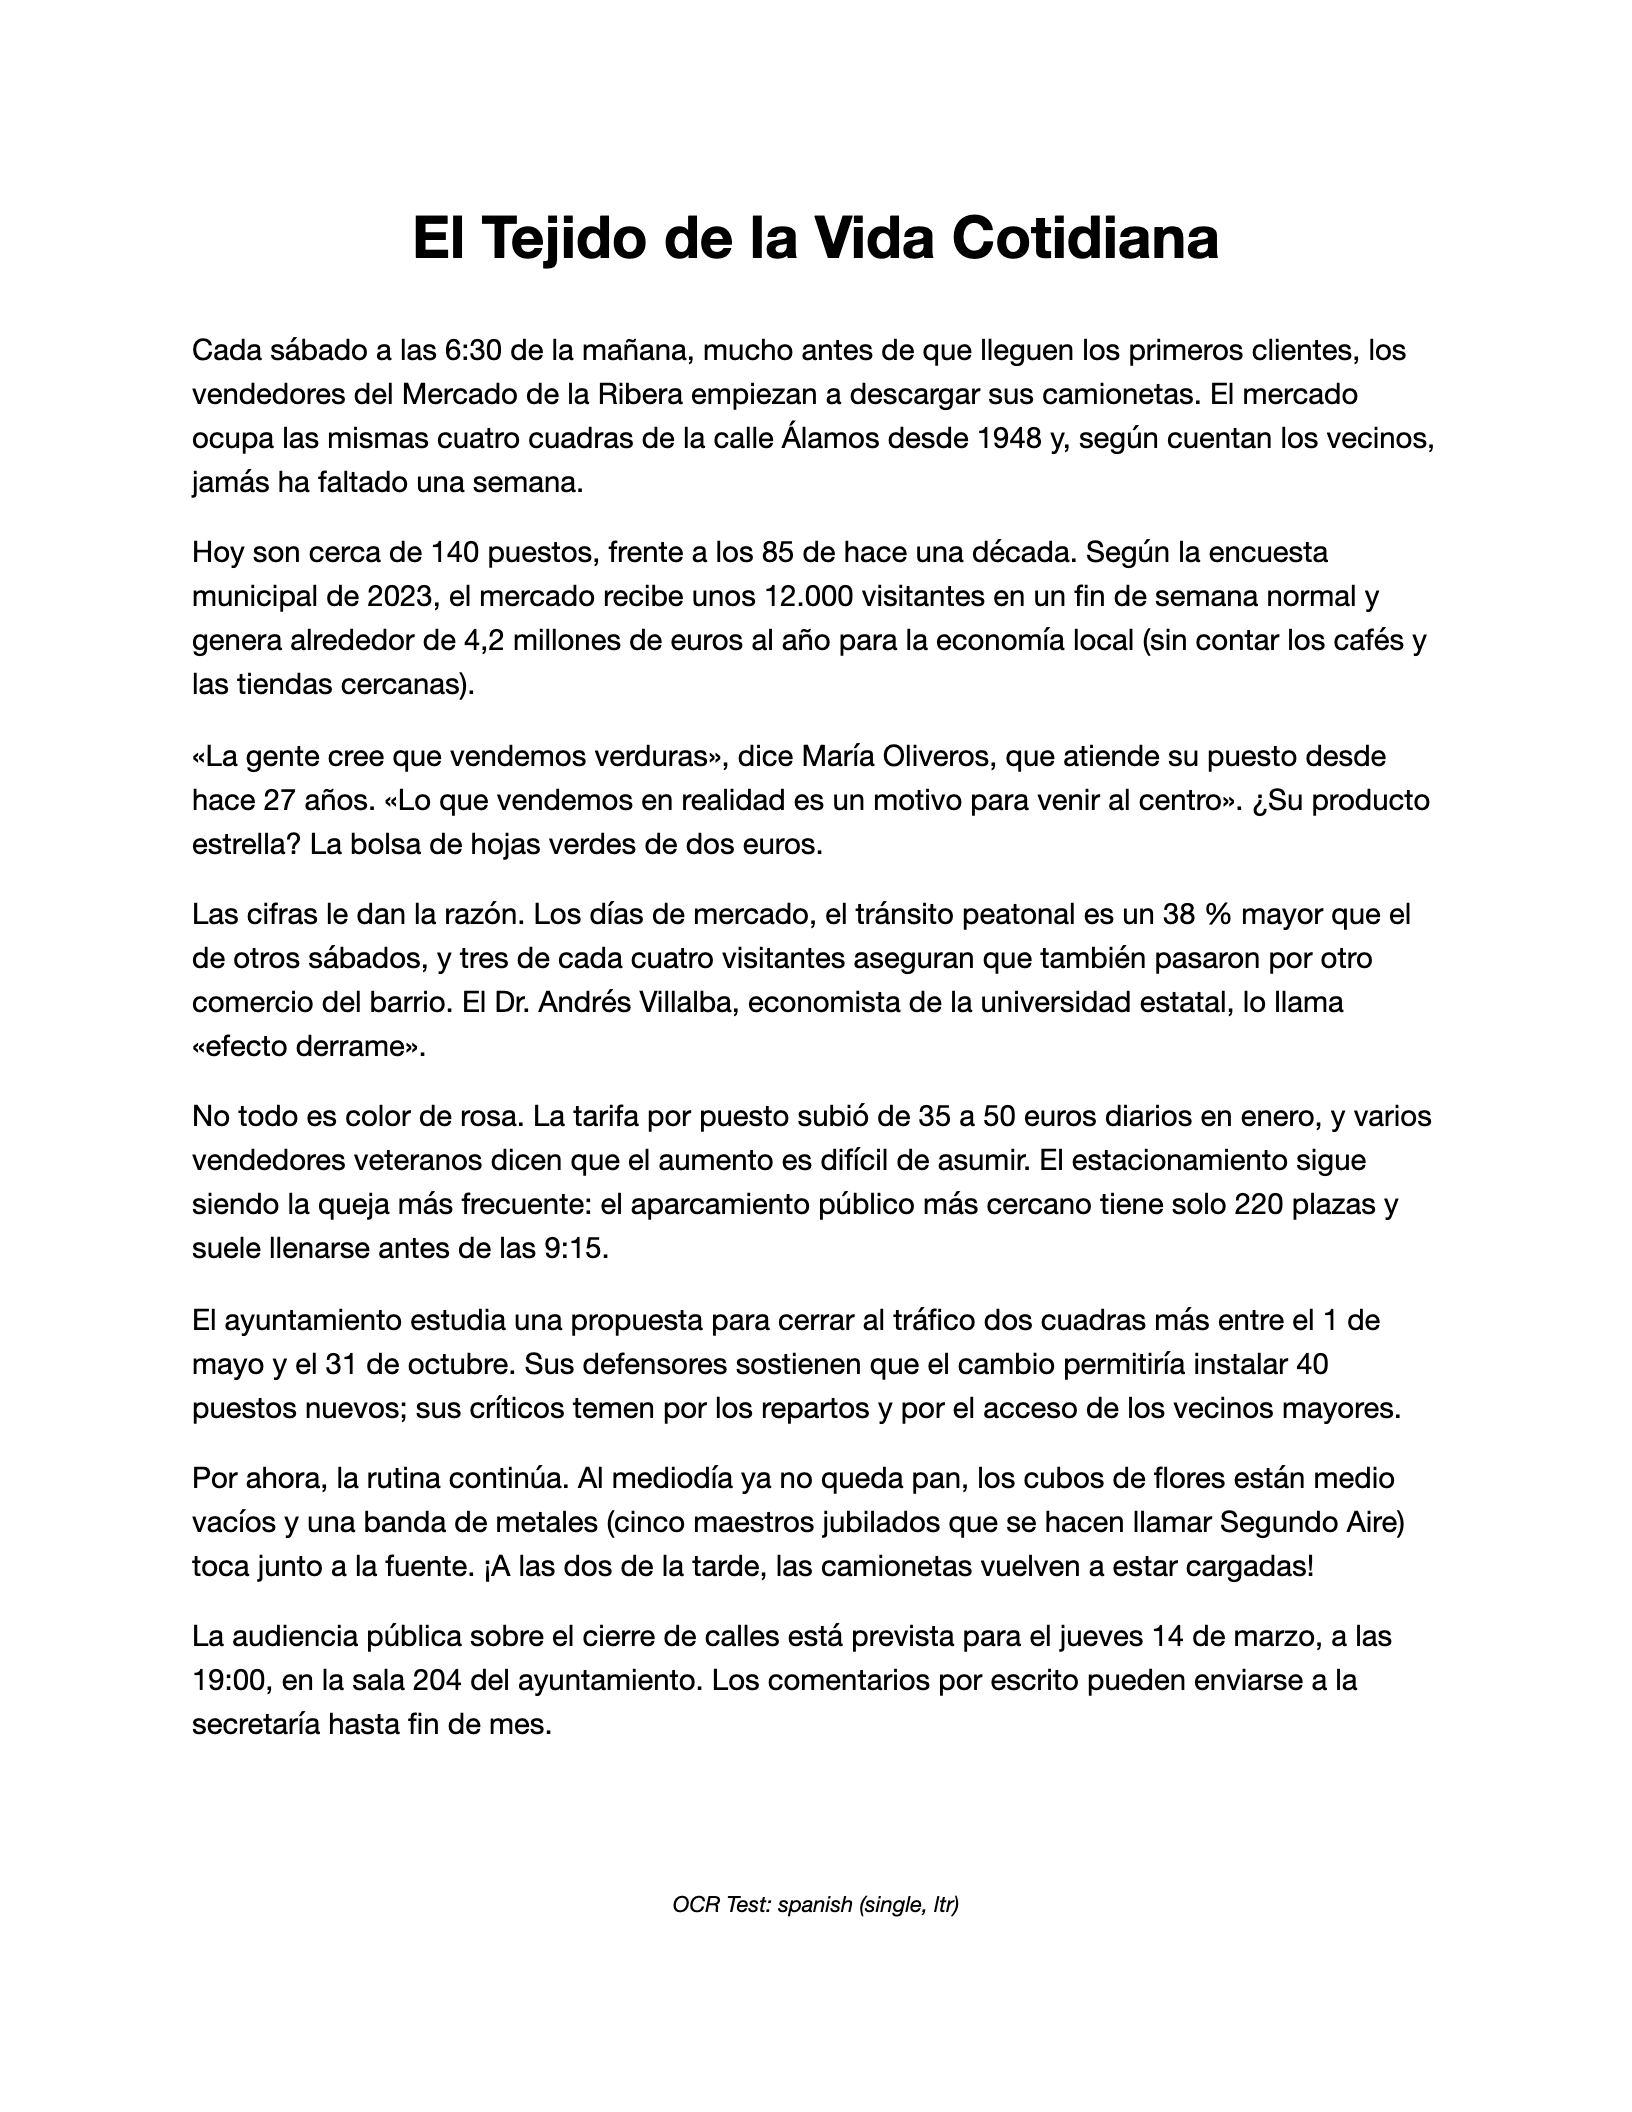 El Tejido de la Vida Cotidiana
Cada sábado a las 6:30 de la mañana, mucho antes de que lleguen los primeros clientes, los
vendedores del Mercado de la Ribera empiezan a descargar sus camionetas. El mercado
ocupa las mismas cuatro cuadras de la calle Álamos desde 1948 y, según cuentan los vecinos,
jamás ha faltado una semana.
Hoy son cerca de 140 puestos, frente a los 85 de hace una década. Según la encuesta
municipal de 2023, el mercado recibe unos 12.000 visitantes en un fin de semana normal y
genera alrededor de 4,2 millones de euros al año para la economía local (sin contar los cafés y
las tiendas cercanas).
«La gente cree que vendemos verduras», dice María Oliveros, que atiende su puesto desde
hace 27 años. «Lo que vendemos en realidad es un motivo para venir al centro». ¿Su producto
estrella? La bolsa de hojas verdes de dos euros.
Las cifras le dan la razón. Los días de mercado, el tránsito peatonal es un 38 % mayor que el
de otros sábados, y tres de cada cuatro visitantes aseguran que también pasaron por otro
comercio del barrio. El Dr. Andrés Villalba, economista de la universidad estatal, lo llama
«efecto derrame».
No todo es color de rosa. La tarifa por puesto subió de 35 a 50 euros diarios en enero, y varios
vendedores veteranos dicen que el aumento es difícil de asumir. El estacionamiento sigue
siendo la queja más frecuente: el aparcamiento público más cercano tiene solo 220 plazas y
suele llenarse antes de las 9:15.
El ayuntamiento estudia una propuesta para cerrar al tráfico dos cuadras más entre el 1 de
mayo y el 31 de octubre. Sus defensores sostienen que el cambio permitiría instalar 40
puestos nuevos; sus críticos temen por los repartos y por el acceso de los vecinos mayores.
Por ahora, la rutina continúa. Al mediodía ya no queda pan, los cubos de flores están medio
vacíos y una banda de metales (cinco maestros jubilados que se hacen llamar Segundo Aire)
toca junto a la fuente. ¡A las dos de la tarde, las camionetas vuelven a estar cargadas!
La audiencia pública sobre el cierre de calles está prevista para el jueves 14 de marzo, a las
19:00, en la sala 204 del ayuntamiento. Los comentarios por escrito pueden enviarse a la
secretaría hasta fin de mes.
OCR Test: spanish (single, ltr)